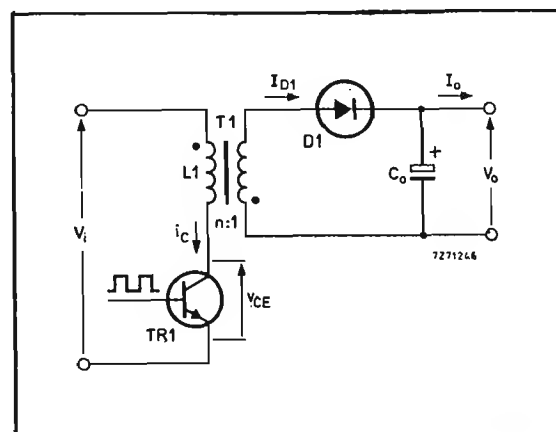 I_D1
I_o
T1
D1
L1
+
C_o
V_i
V_o
n:1
i_C
7271246
V_CE
TR1